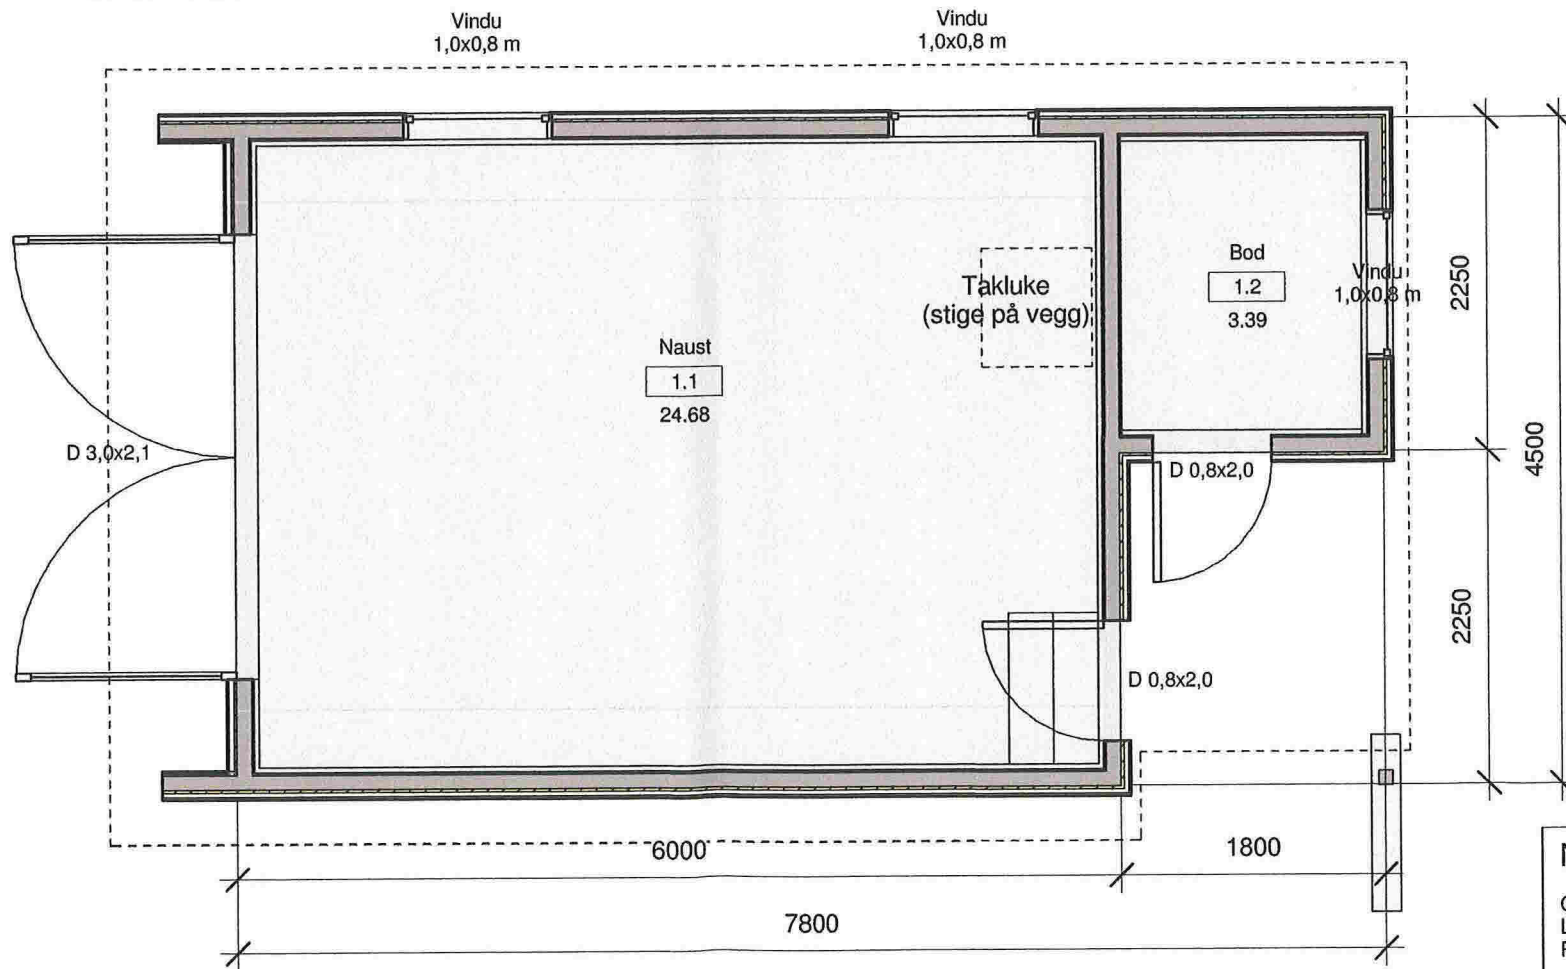 Vindu
1,0x0,8 m
Vindu
1,0x0,8 m
Bod
1.2
3.39
Vindu
1,0x0,8 m
Takluke
(stige på vegg)
Naust
1.1
24.68
D 3,0x2,1
D 0,8x2,0
D 0,8x2,0
2250
4500
2250
6000
1800
7800